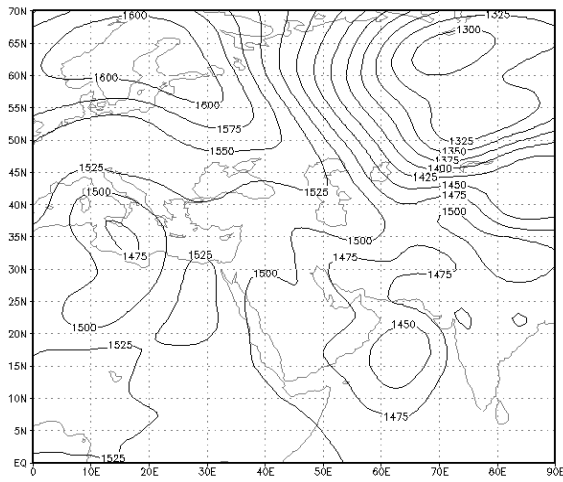 70N 1600 1325
65N 1300
60N 1600
55N 1600
1575
50N 1550 1325
1350
1375
45N 1525 1400
1425
1500 1525 1450
40N 1475
1500
35N 1500
1475 1525 1475
30N 1500 1475
25N
20N 1500 1450
1525
15N
10N 1475
5N
EQ 1525
0 10E 20E 30E 40E 50E 60E 70E 80E 90E